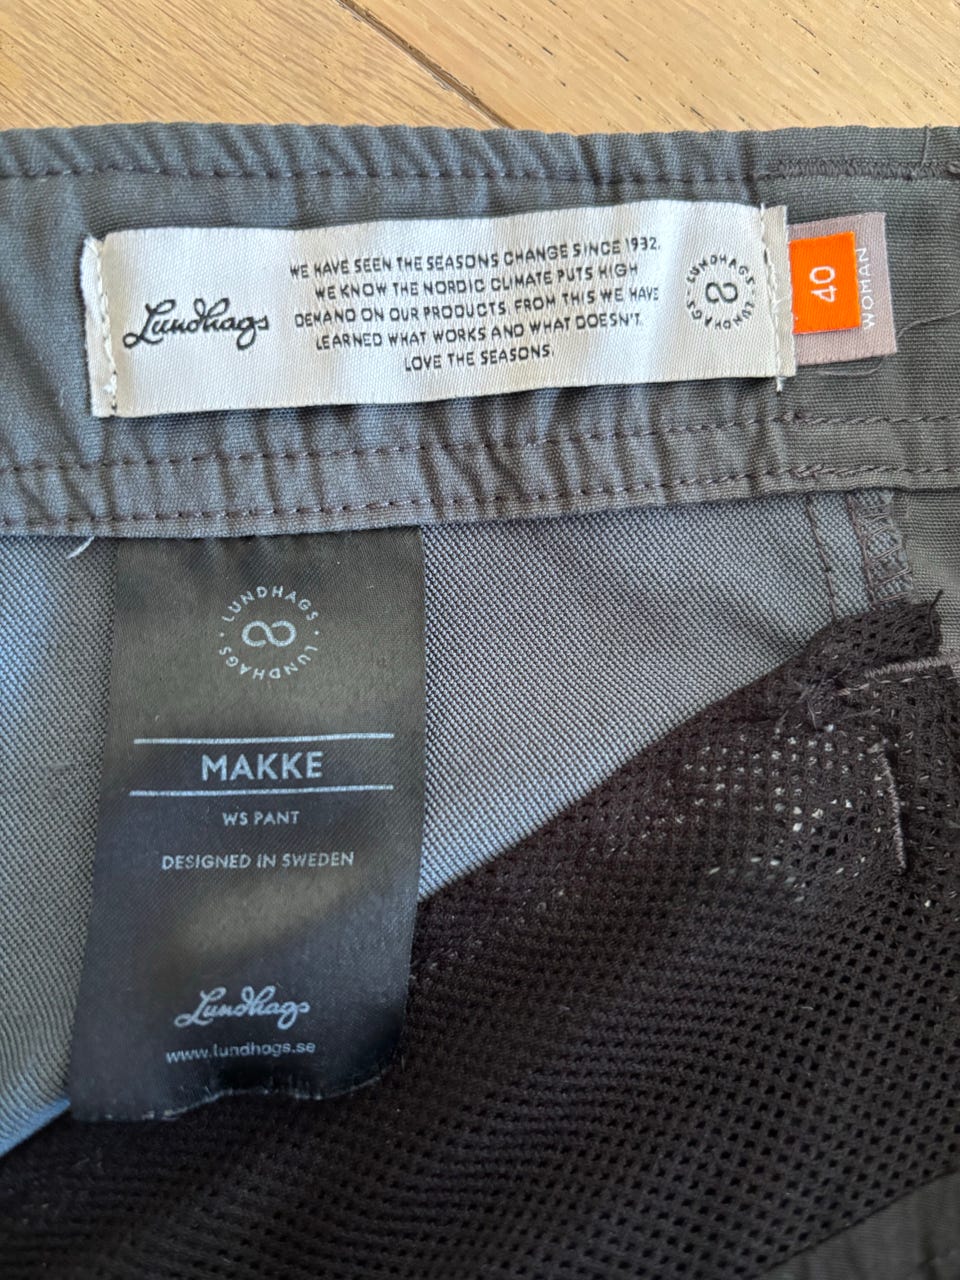 Lundhags
WE HAVE SEEN THE SEASONS CHANGE SINCE 1932.
WE KNOW THE NORDIC CLIMATE PUTS HIGH
DEMAND ON OUR PRODUCTS. FROM THIS WE HAVE
LEARNED WHAT WORKS AND WHAT DOESN'T.
LOVE THE SEASONS.
LUNDHAGS · LUNDHAGS ·
40
WOMAN
LUNDHAGS · LUNDHAGS ·
MAKKE
WS PANT
DESIGNED IN SWEDEN
Lundhags
www.lundhags.se